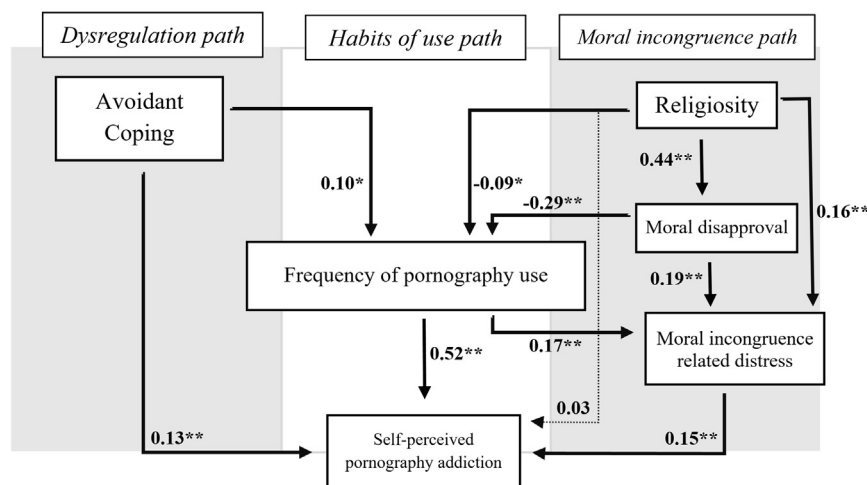 Dysregulation path
Habits of use path
Moral incongruence path
Avoidant
Coping
Religiosity
0.10*
-0.09*
0.44**
-0.29**
0.16**
Moral disapproval
Frequency of pornography use
0.19**
0.52**
0.17**
Moral incongruence
related distress
0.03
0.13**
Self-perceived
pornography addiction
0.15**